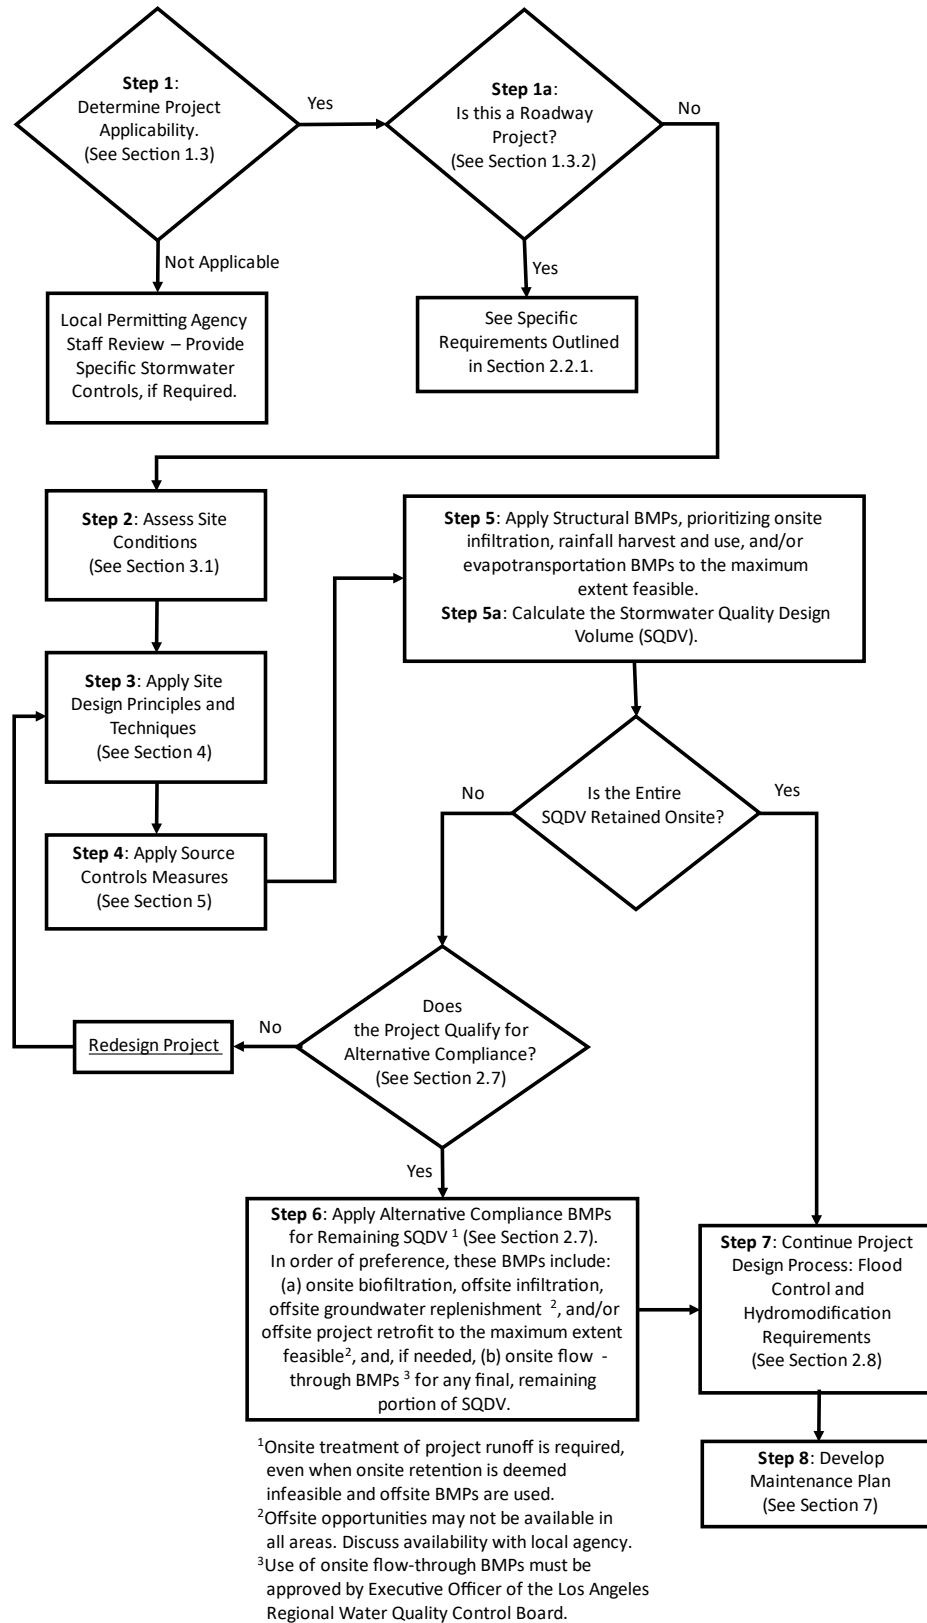 Step 1:
Determine Project
Applicability.
(See Section 1.3)
Yes
Step 1a:
Is this a Roadway
Project?
(See Section 1.3.2)
No
Not Applicable
Yes
Local Permitting Agency
Staff Review – Provide
Specific Stormwater
Controls, if Required.
See Specific
Requirements Outlined
in Section 2.2.1.
Step 2: Assess Site
Conditions
(See Section 3.1)
Step 3: Apply Site
Design Principles and
Techniques
(See Section 4)
Step 4: Apply Source
Controls Measures
(See Section 5)
Step 5: Apply Structural BMPs, prioritizing onsite
infiltration, rainfall harvest and use, and/or
evapotransportation BMPs to the maximum
extent feasible.
Step 5a: Calculate the Stormwater Quality Design
Volume (SQDV).
Is the Entire
SQDV Retained Onsite?
No
Yes
Does
the Project Qualify for
Alternative Compliance?
(See Section 2.7)
No
Redesign Project
Yes
Step 6: Apply Alternative Compliance BMPs
for Remaining SQDV ¹ (See Section 2.7).
In order of preference, these BMPs include:
(a) onsite biofiltration, offsite infiltration,
offsite groundwater replenishment ², and/or
offsite project retrofit to the maximum extent
feasible², and, if needed, (b) onsite flow -
through BMPs ³ for any final, remaining
portion of SQDV.
Step 7: Continue Project
Design Process: Flood
Control and
Hydromodification
Requirements
(See Section 2.8)
Step 8: Develop
Maintenance Plan
(See Section 7)
¹Onsite treatment of project runoff is required,
even when onsite retention is deemed
infeasible and offsite BMPs are used.
²Offsite opportunities may not be available in
all areas. Discuss availability with local agency.
³Use of onsite flow-through BMPs must be
approved by Executive Officer of the Los Angeles
Regional Water Quality Control Board.